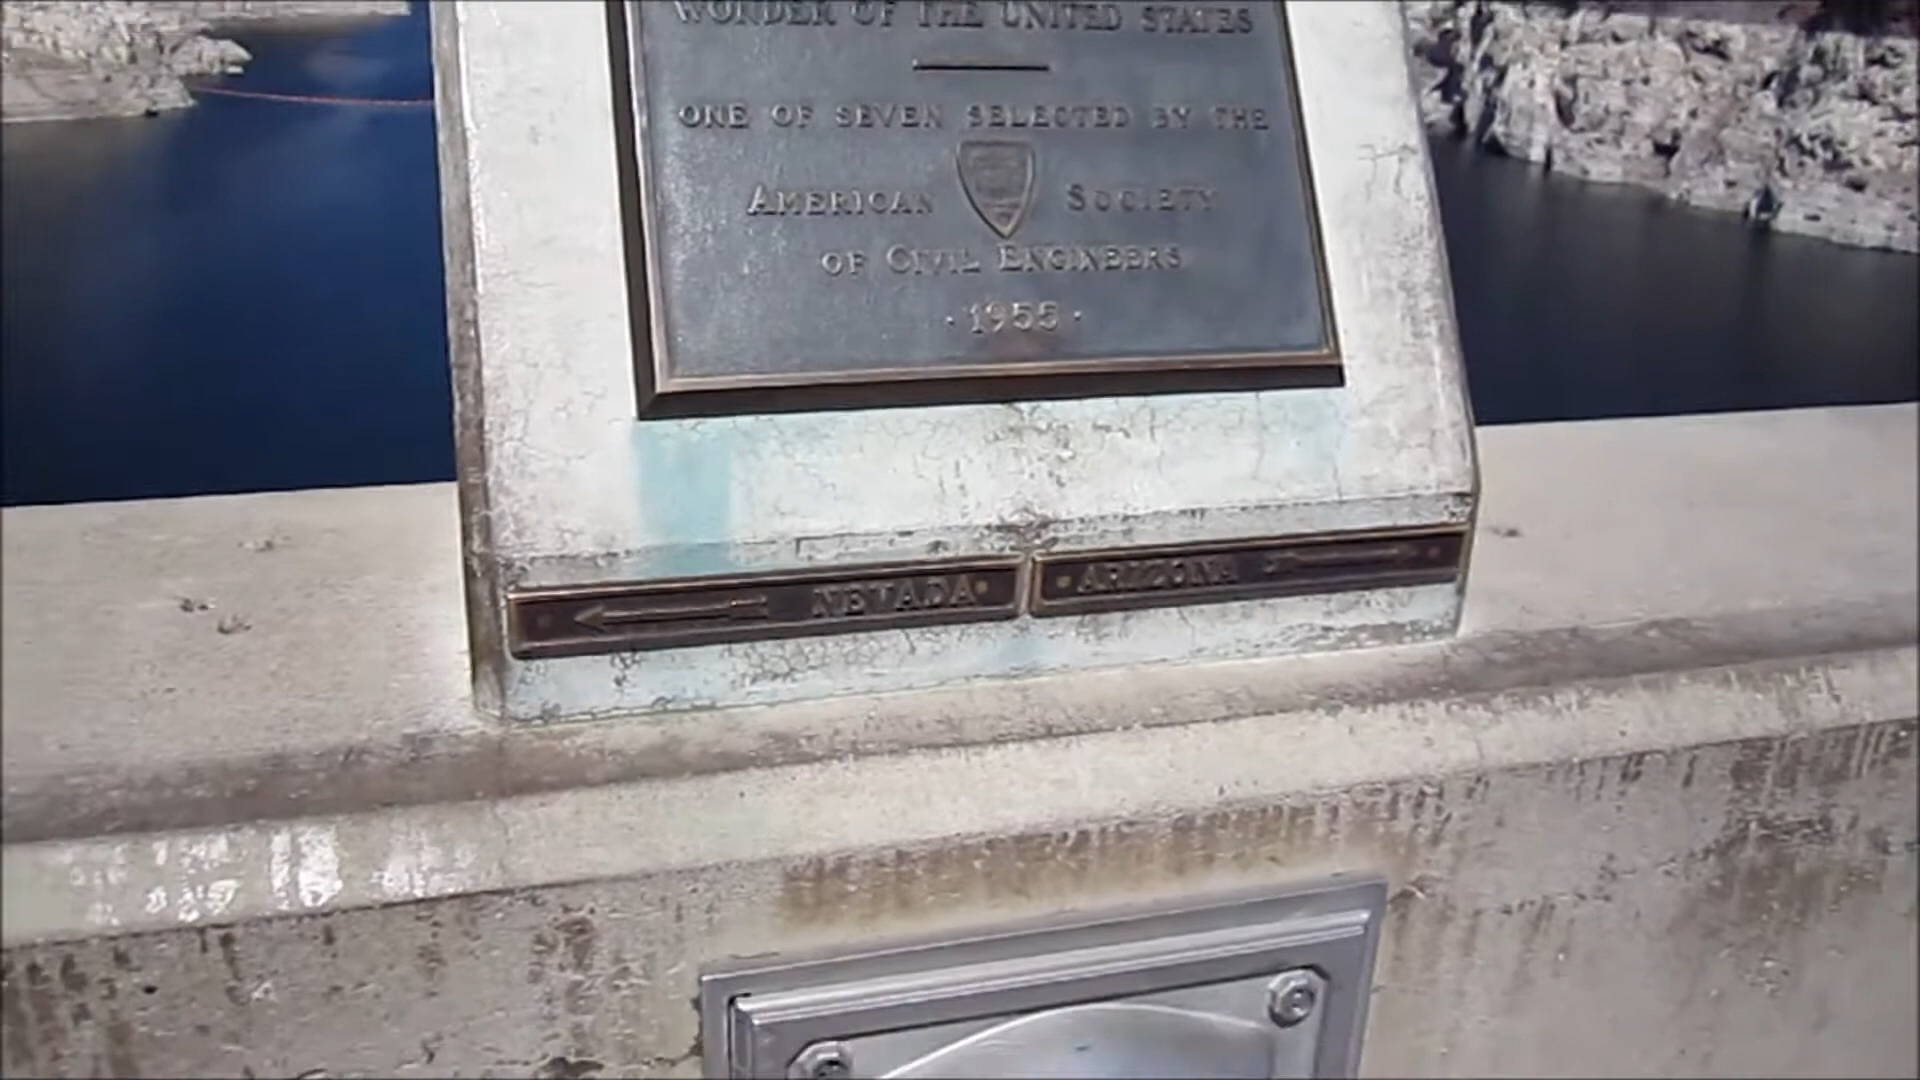 WONDER OF THE UNITED STATES
ONE OF SEVEN SELECTED BY THE
AMERICAN SOCIETY
OF CIVIL ENGINEERS
· 1955 ·
NEVADA
ARIZONA